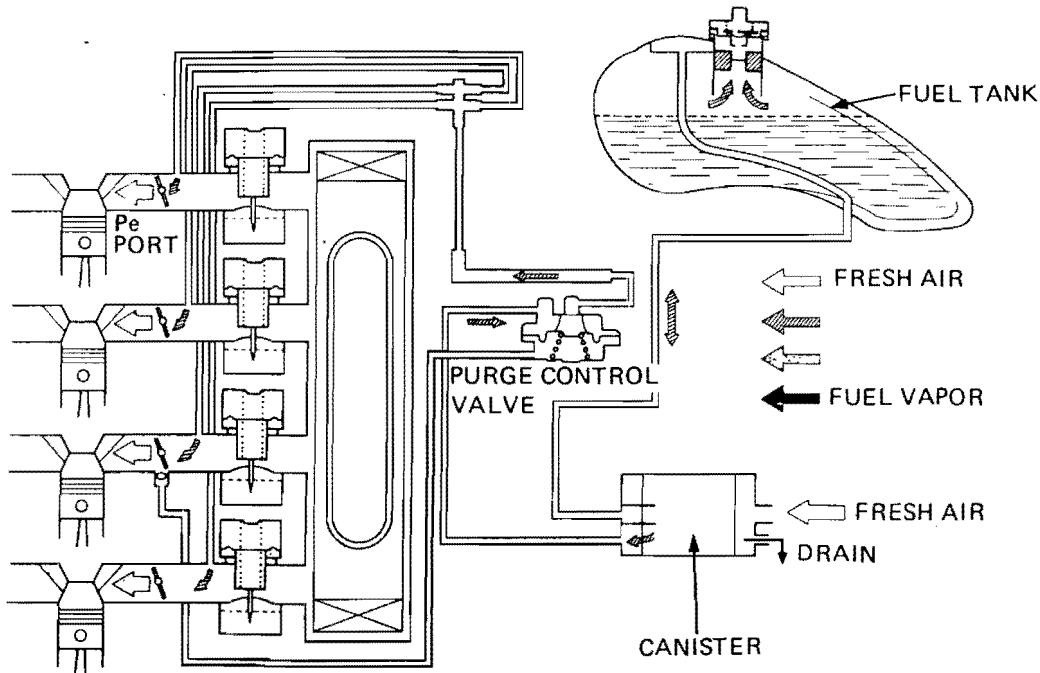 FUEL TANK
Pe
PORT
FRESH AIR
PURGE CONTROL
VALVE
FUEL VAPOR
FRESH AIR
DRAIN
CANISTER